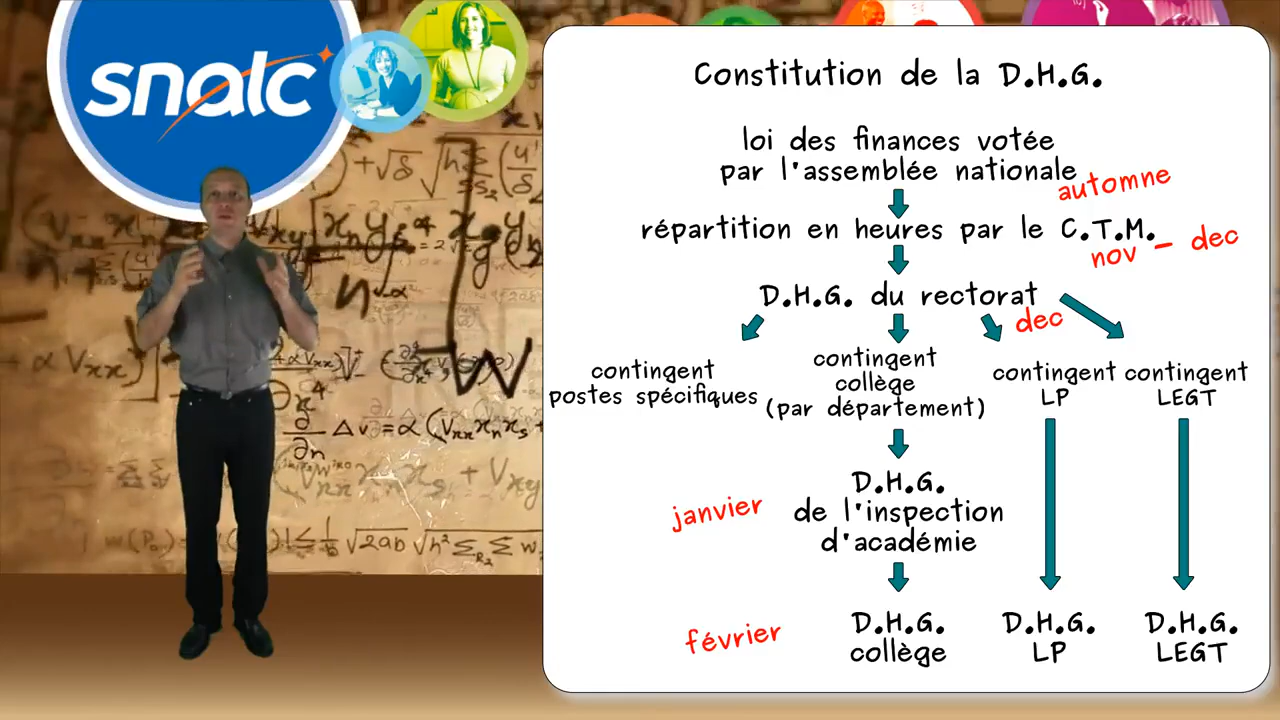 snalc
Constitution de la D.H.G.
loi des finances votée
par l'assemblée nationale
automne
répartition en heures par le C.T.M.
nov - dec
D.H.G. du rectorat
dec
contingent
postes spécifiques
contingent
collège
(par département)
contingent
LP
contingent
LEGT
janvier
D.H.G.
de l'inspection
d'académie
février
D.H.G.
collège
D.H.G.
LP
D.H.G.
LEGT